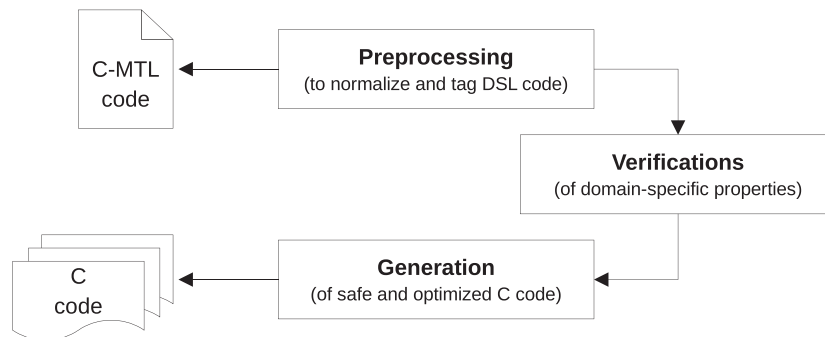 C-MTL
code
Preprocessing
(to normalize and tag DSL code)
Verifications
(of domain-specific properties)
Generation
(of safe and optimized C code)
C
code